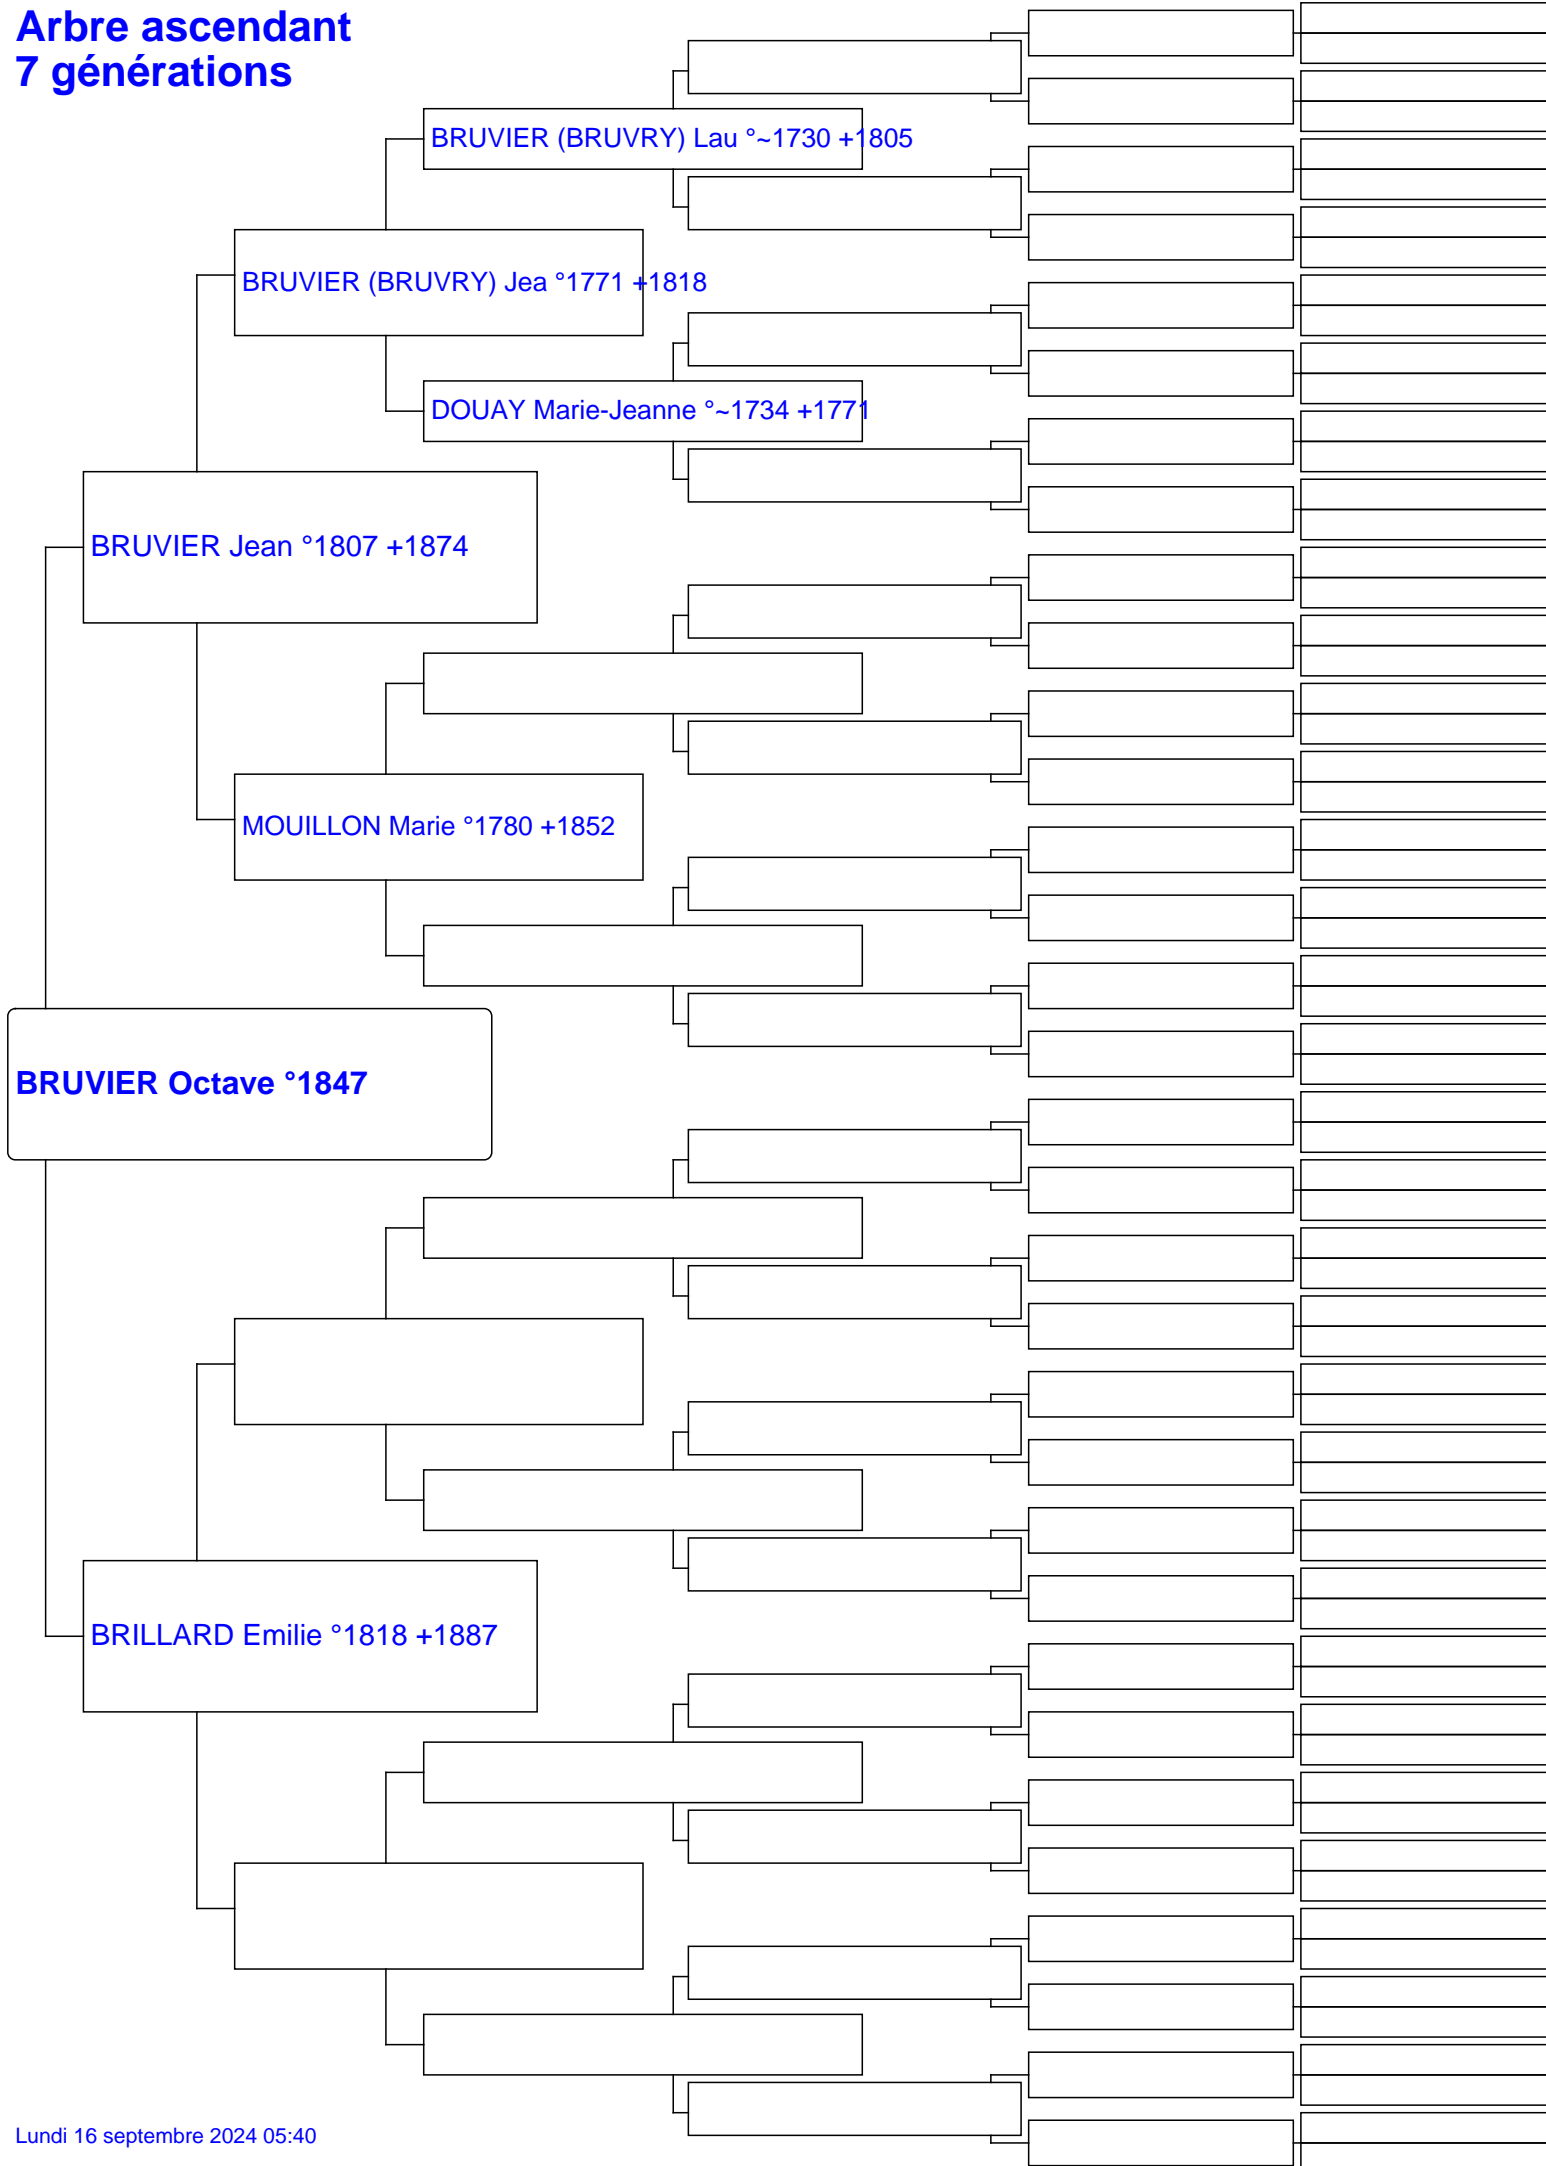 Arbre ascendant
7 générations
BRUVIER (BRUVRY) Lau °~1730 +1805
BRUVIER (BRUVRY) Jea °1771 +1818
DOUAY Marie-Jeanne °~1734 +1771
BRUVIER Jean °1807 +1874
MOUILLON Marie °1780 +1852
BRUVIER Octave °1847
BRILLARD Emilie °1818 +1887
Lundi 16 septembre 2024 05:40